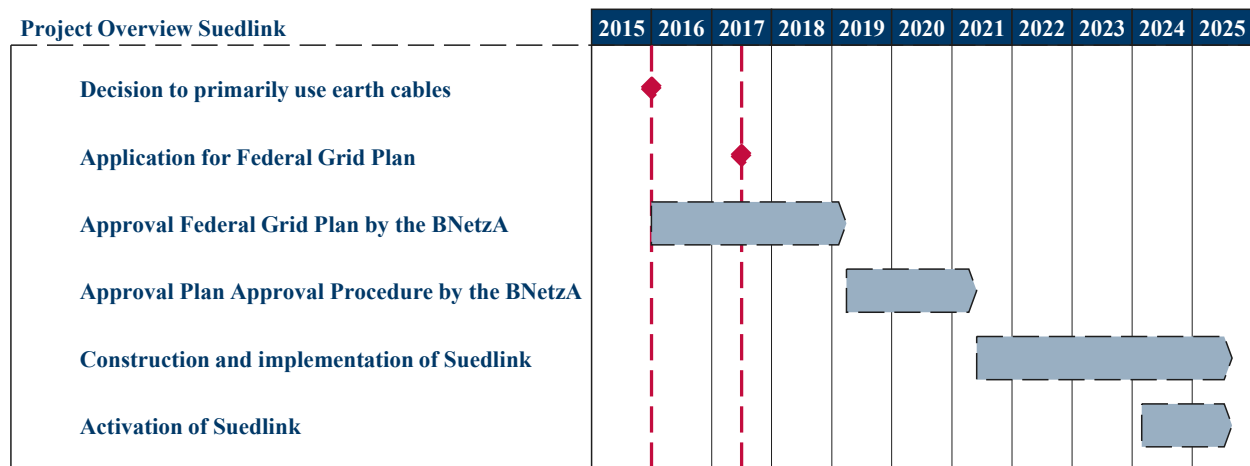 Project Overview Suedlink 2015 2016 2017 2018 2019 2020 2021 2022 2023 2024 2025
Decision to primarily use earth cables
Application for Federal Grid Plan
Approval Federal Grid Plan by the BNetzA
Approval Plan Approval Procedure by the BNetzA
Construction and implementation of Suedlink
Activation of Suedlink